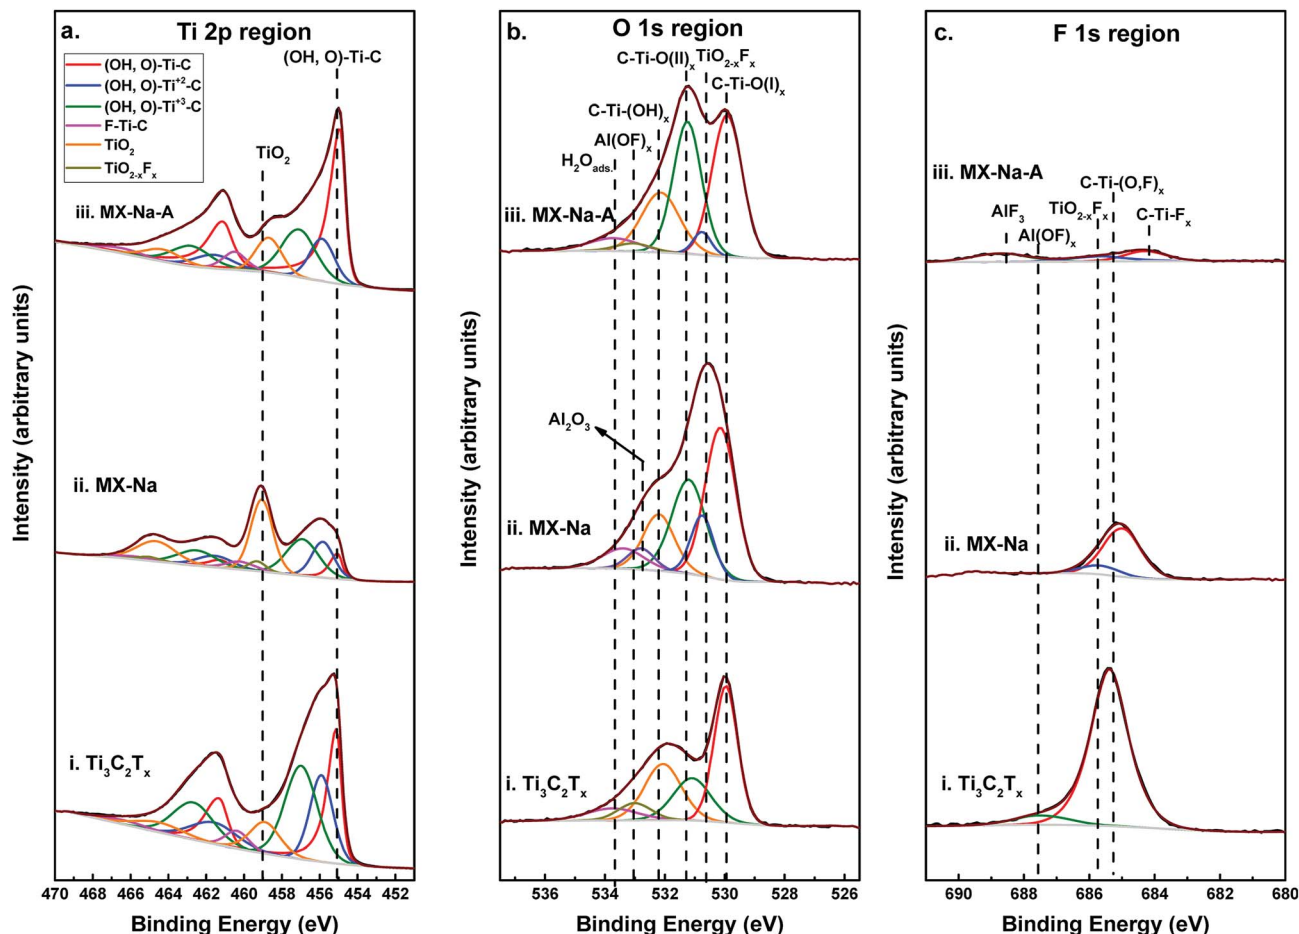 a.
Ti 2p region
(OH, O)-Ti-C
(OH, O)-Ti-C
(OH, O)-Ti⁺²-C
(OH, O)-Ti⁺³-C
F-Ti-C
TiO₂
TiO₂₋ₓFₓ
TiO₂
iii. MX-Na-A
ii. MX-Na
i. Ti₃C₂Tₓ
Intensity (arbitrary units)
470 468 466 464 462 460 458 456 454 452
Binding Energy (eV)
b.
O 1s region
C-Ti-O(II)ₓ
TiO₂₋ₓFₓ
C-Ti-O(I)ₓ
C-Ti-(OH)ₓ
Al(OF)ₓ
H₂Oads.
iii. MX-Na-A
Al₂O₃
ii. MX-Na
i. Ti₃C₂Tₓ
Intensity (arbitrary units)
536 534 532 530 528 526
Binding Energy (eV)
c.
F 1s region
iii. MX-Na-A
C-Ti-(O,F)ₓ
AlF₃
TiO₂₋ₓFₓ
C-Ti-Fₓ
Al(OF)ₓ
ii. MX-Na
i. Ti₃C₂Tₓ
Intensity (arbitrary units)
690 688 686 684 682 680
Binding Energy (eV)